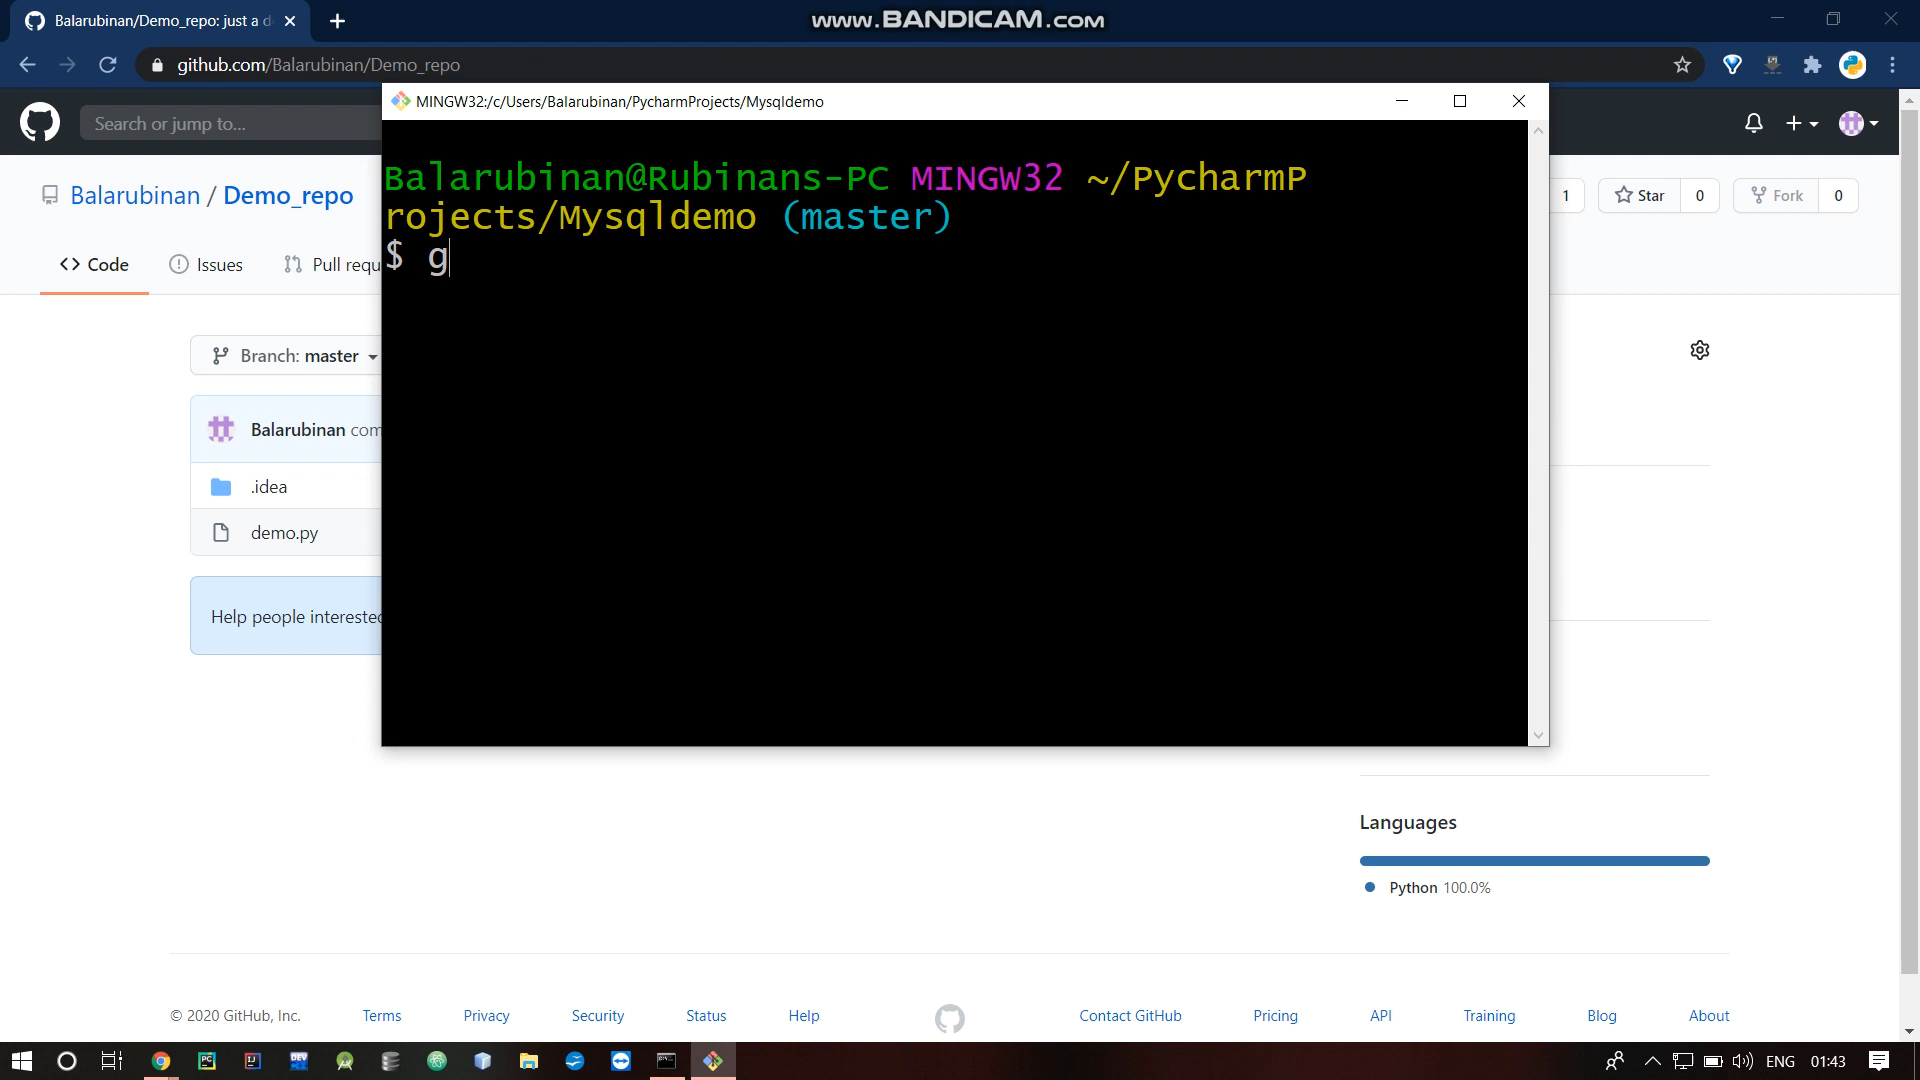 Balarubinan/Demo_repo: just a d
www.BANDICAM.com
github.com/Balarubinan/Demo_repo
MINGW32:/c/Users/Balarubinan/PycharmProjects/Mysqldemo
Search or jump to...
Balarubinan@Rubinans-PC MINGW32 ~/PycharmP
rojects/Mysqldemo (master)
$ g
Balarubinan / Demo_repo
1
Star 0
Fork 0
Code
Issues
Pull requ
Branch: master
Balarubinan com
.idea
demo.py
Help people interested
Languages
Python 100.0%
© 2020 GitHub, Inc. Terms Privacy Security Status Help Contact GitHub Pricing API Training Blog About
ENG 01:43